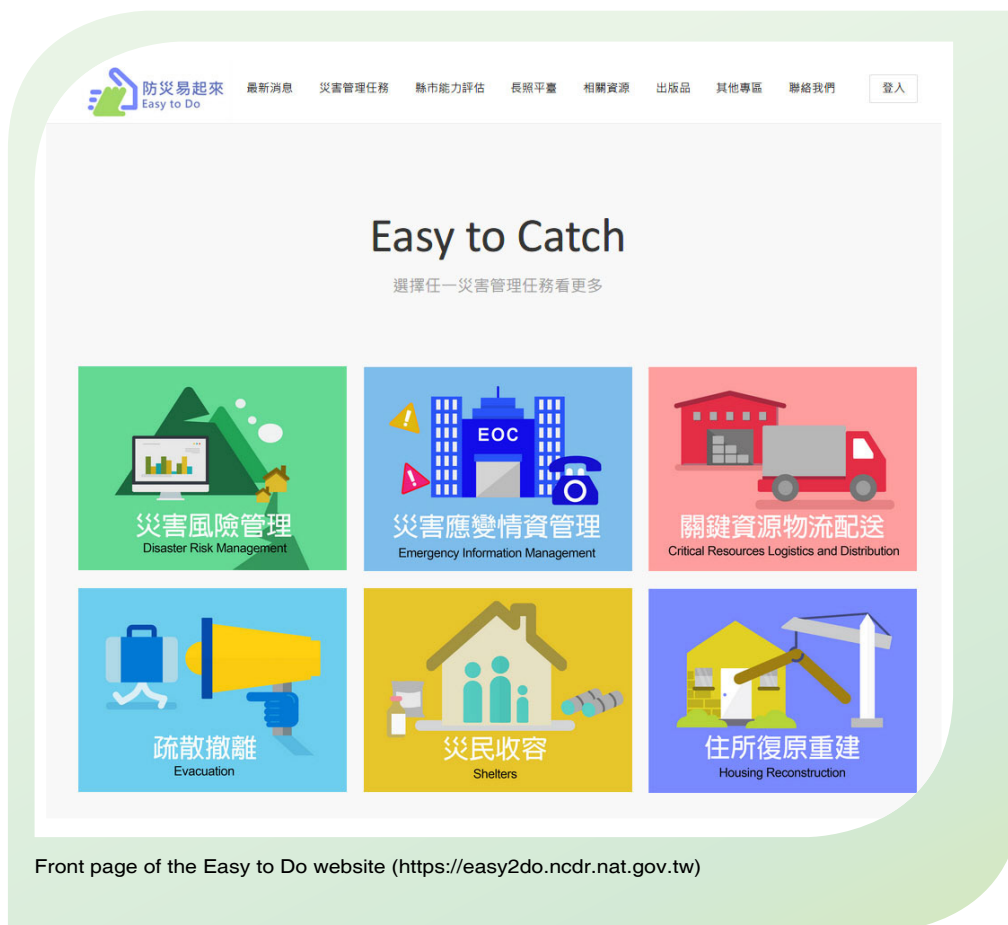 防災易起來
Easy to Do
最新消息 災害管理任務 縣市能力評估 長照平臺 相關資源 出版品 其他專區 聯絡我們 登入
Easy to Catch
選擇任一災害管理任務看更多
災害風險管理
Disaster Risk Management
EOC
災害應變情資管理
Emergency Information Management
關鍵資源物流配送
Critical Resources Logistics and Distribution
疏散撤離
Evacuation
災民收容
Shelters
住所復原重建
Housing Reconstruction
Front page of the Easy to Do website (https://easy2do.ncdr.nat.gov.tw)